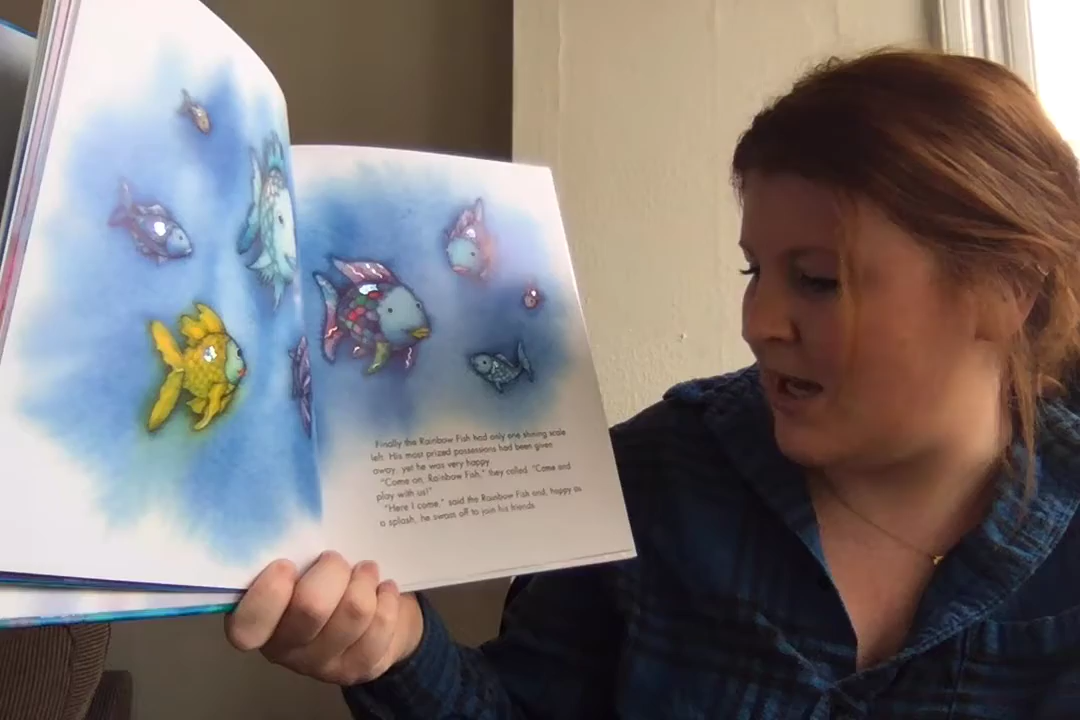 Finally the Rainbow Fish had only one shining scale
left. His most prized possessions had been given
away, yet he was very happy.
"Come on, Rainbow Fish," they called. "Come and
play with us!"
"Here I come," said the Rainbow Fish and, happy as
a splash, he swam off to join his friends.